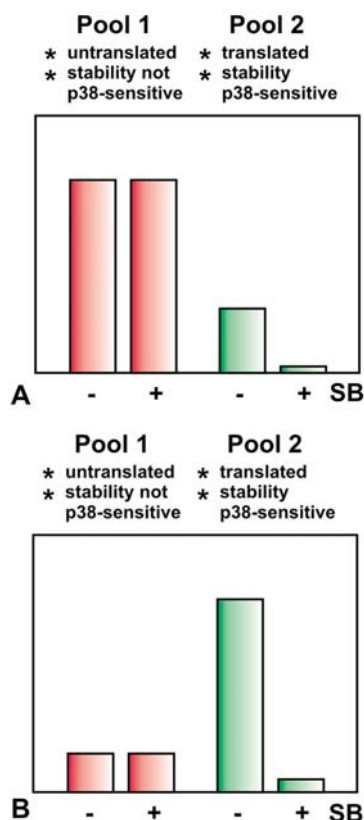 Pool 1 Pool 2
* untranslated * translated
* stability not * stability
p38-sensitive p38-sensitive
A - + - + SB
Pool 1 Pool 2
* untranslated * translated
* stability not * stability
p38-sensitive p38-sensitive
B - + - + SB